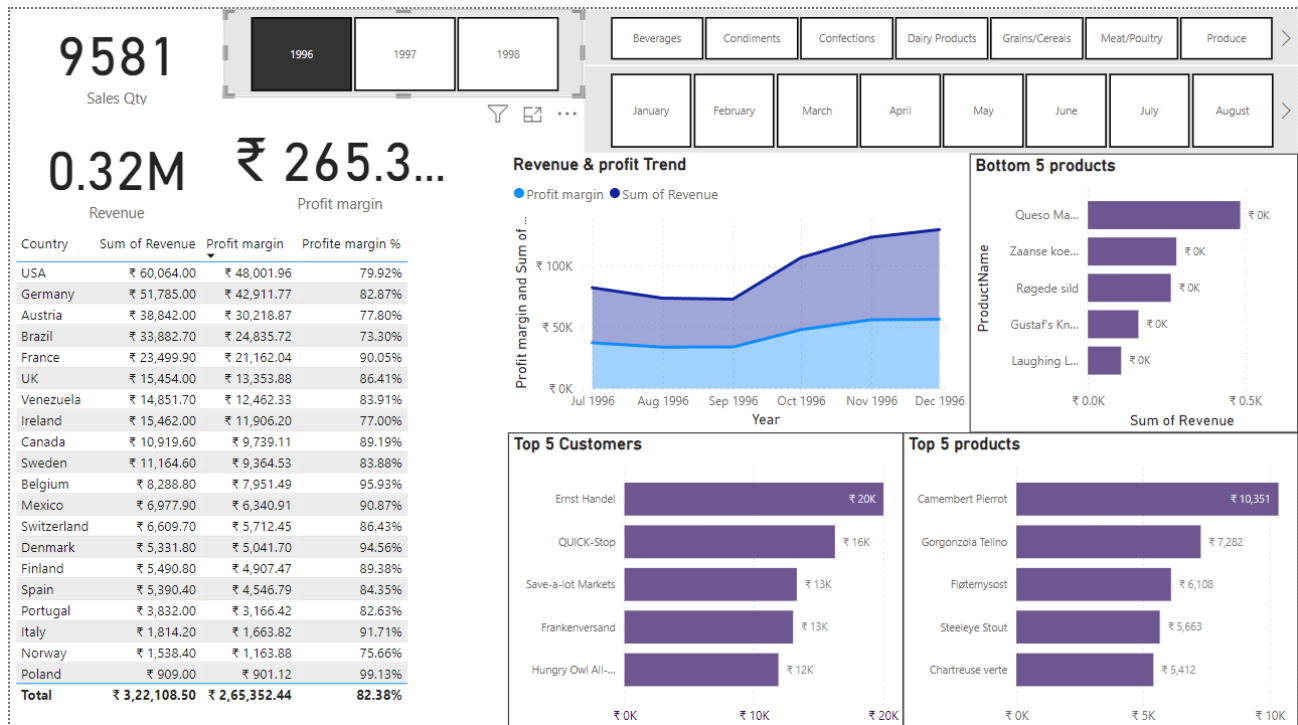 9581
Sales Qty
1996 1997 1998
Beverages Condiments Confections Dairy Products Grains/Cereals Meat/Poultry Produce
January February March April May June July August
0.32M
Revenue
₹ 265.3...
Profit margin
Country Sum of Revenue Profit margin Profite margin %
USA ₹ 60,064.00 ₹ 48,001.96 79.92%
Germany ₹ 51,785.00 ₹ 42,911.77 82.87%
Austria ₹ 38,842.00 ₹ 30,218.87 77.80%
Brazil ₹ 33,882.70 ₹ 24,835.72 73.30%
France ₹ 23,499.90 ₹ 21,162.04 90.05%
UK ₹ 15,454.00 ₹ 13,353.88 86.41%
Venezuela ₹ 14,851.70 ₹ 12,462.33 83.91%
Ireland ₹ 15,462.00 ₹ 11,906.20 77.00%
Canada ₹ 10,919.60 ₹ 9,739.11 89.19%
Sweden ₹ 11,164.60 ₹ 9,364.53 83.88%
Belgium ₹ 8,288.80 ₹ 7,951.49 95.93%
Mexico ₹ 6,977.90 ₹ 6,340.91 90.87%
Switzerland ₹ 6,609.70 ₹ 5,712.45 86.43%
Denmark ₹ 5,331.80 ₹ 5,041.70 94.56%
Finland ₹ 5,490.80 ₹ 4,907.47 89.38%
Spain ₹ 5,390.40 ₹ 4,546.79 84.35%
Portugal ₹ 3,832.00 ₹ 3,166.42 82.63%
Italy ₹ 1,814.20 ₹ 1,663.82 91.71%
Norway ₹ 1,538.40 ₹ 1,163.88 75.66%
Poland ₹ 909.00 ₹ 901.12 99.13%
Total ₹ 3,22,108.50 ₹ 2,65,352.44 82.38%
Revenue & profit Trend
Profit margin Sum of Revenue
Profit margin and Sum of ...
₹ 100K
₹ 50K
₹ 0K
Jul 1996 Aug 1996 Sep 1996 Oct 1996 Nov 1996 Dec 1996
Year
Bottom 5 products
ProductName
Queso Ma... ₹ 0K
Zaanse koe... ₹ 0K
Røgede sild ₹ 0K
Gustaf's Kn... ₹ 0K
Laughing L... ₹ 0K
₹ 0.0K ₹ 0.5K
Sum of Revenue
Top 5 Customers
Ernst Handel ₹ 20K
QUICK-Stop ₹ 16K
Save-a-lot Markets ₹ 13K
Frankenversand ₹ 13K
Hungry Owl All-... ₹ 12K
₹ 0K ₹ 10K ₹ 20K
Top 5 products
Camembert Pierrot ₹ 10,351
Gorgonzola Telino ₹ 7,282
Fløtemysost ₹ 6,108
Steeleye Stout ₹ 5,663
Chartreuse verte ₹ 5,412
₹ 0K ₹ 5K ₹ 10K